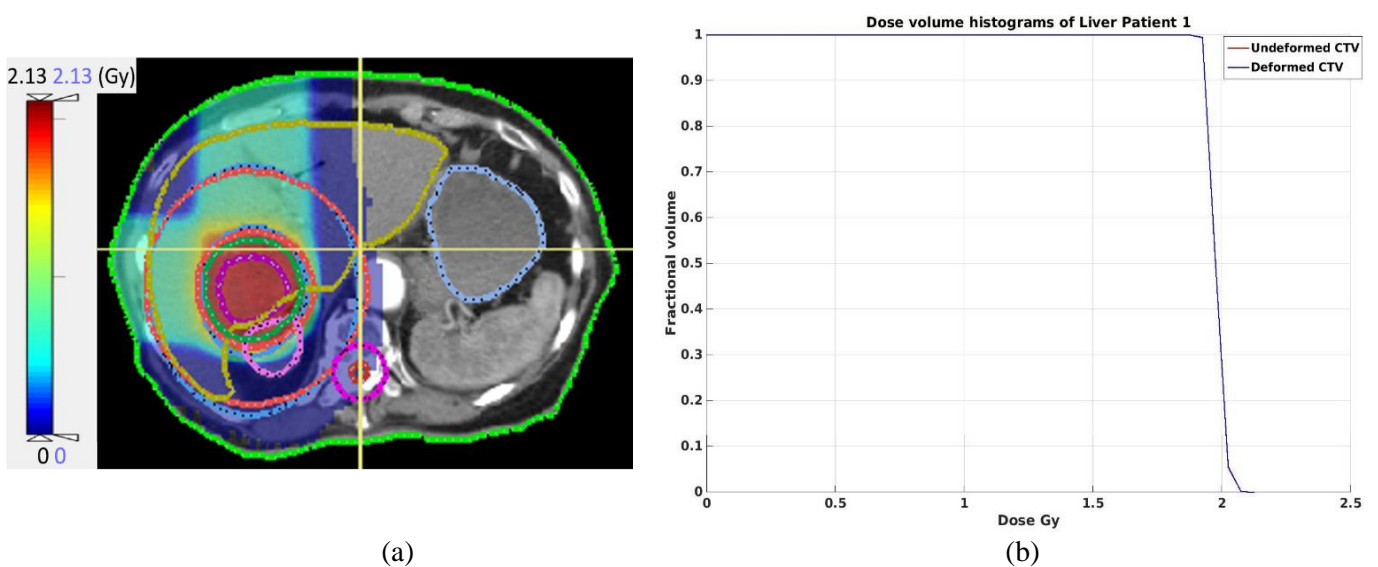 2.13 2.13 (Gy)
0 0
(a)
Dose volume histograms of Liver Patient 1
Undeformed CTV
Deformed CTV
1
0.9
0.8
0.7
0.6
0.5
0.4
0.3
0.2
0.1
0
Fractional volume
0 0.5 1 1.5 2 2.5
Dose Gy
(b)